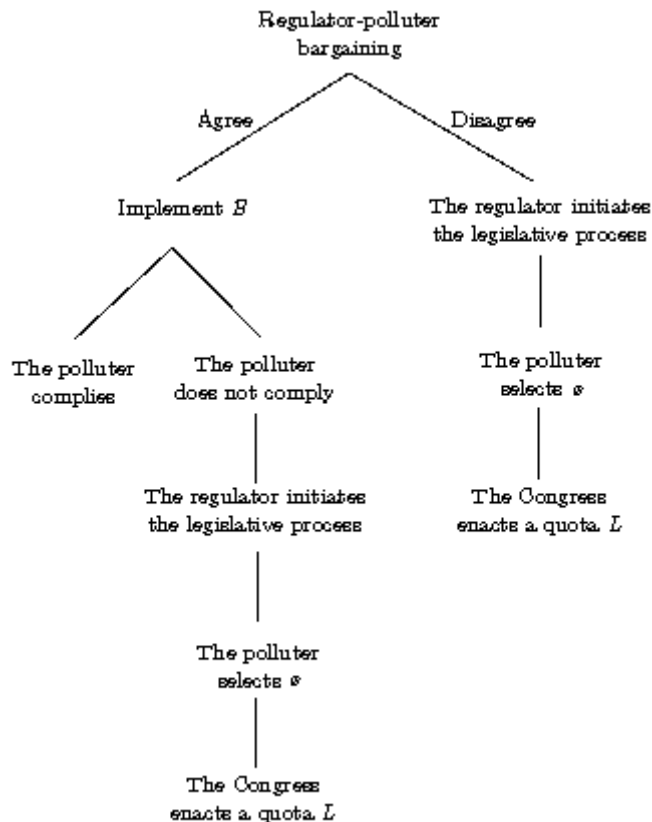 Regulator-polluter
bargaining
Agree
Disagree
Implement B
The regulator initiates
the legislative process
The polluter
complies
The polluter
does not comply
The polluter
selects
The regulator initiates
the legislative process
The Congress
enacts a quota L
The polluter
selects
The Congress
enacts a quota L